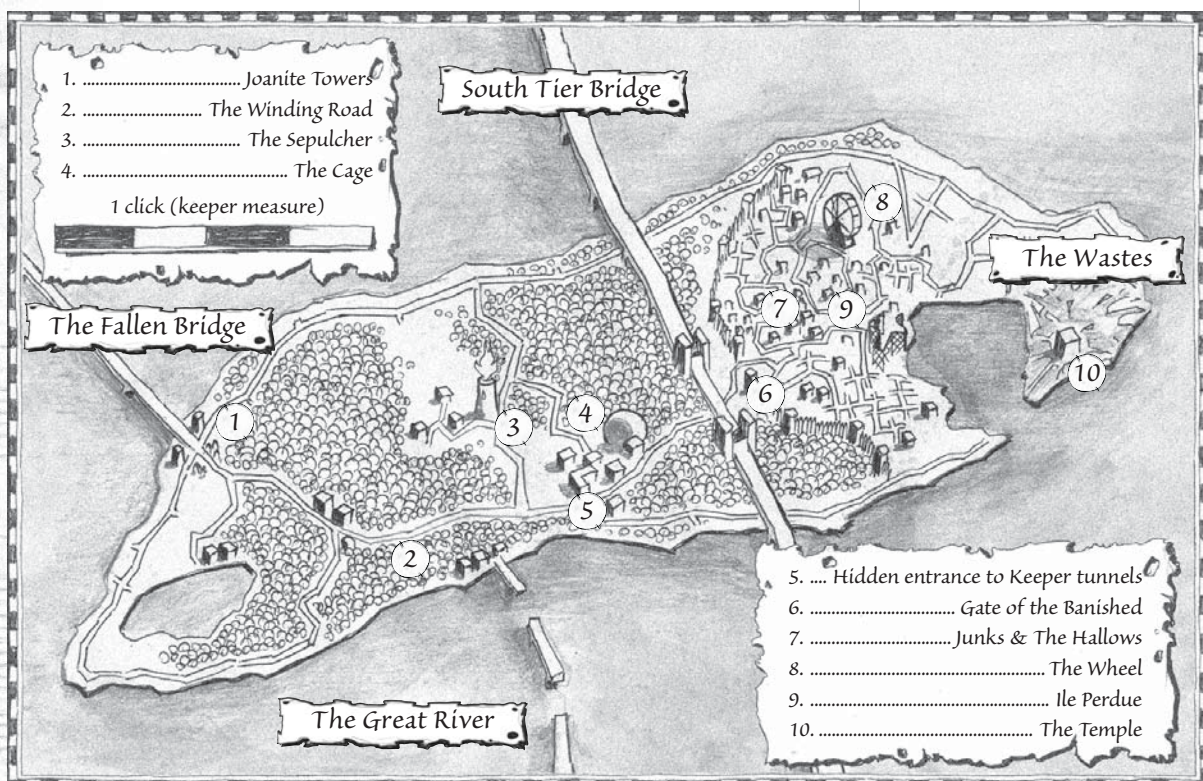 1. ....................................... Joanite Towers
2. ............................. The Winding Road
3. ....................................... The Sepulcher
4. .................................................. The Cage
1 click (keeper measure)
South Tier Bridge
The Wastes
The Fallen Bridge
8
7
9
10
6
1
4
3
5
2
The Great River
5. .... Hidden entrance to Keeper tunnels
6. ................................... Gate of the Banished
7. .................................. Junks & The Hallows
8. ......................................................... The Wheel
9. .......................................................... Ile Perdue
10. .................................................... The Temple